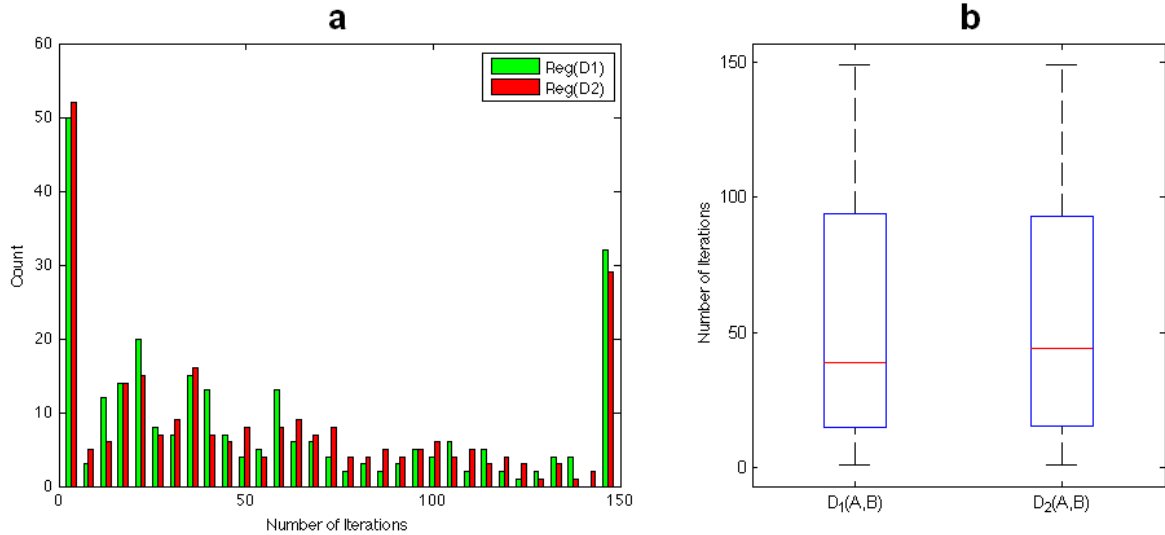 a
60
50
40
30
20
10
0
Count
Reg(D1)
Reg(D2)
0 50 100 150
Number of Iterations
b
150
100
50
0
Number of Iterations
D1(A,B) D2(A,B)